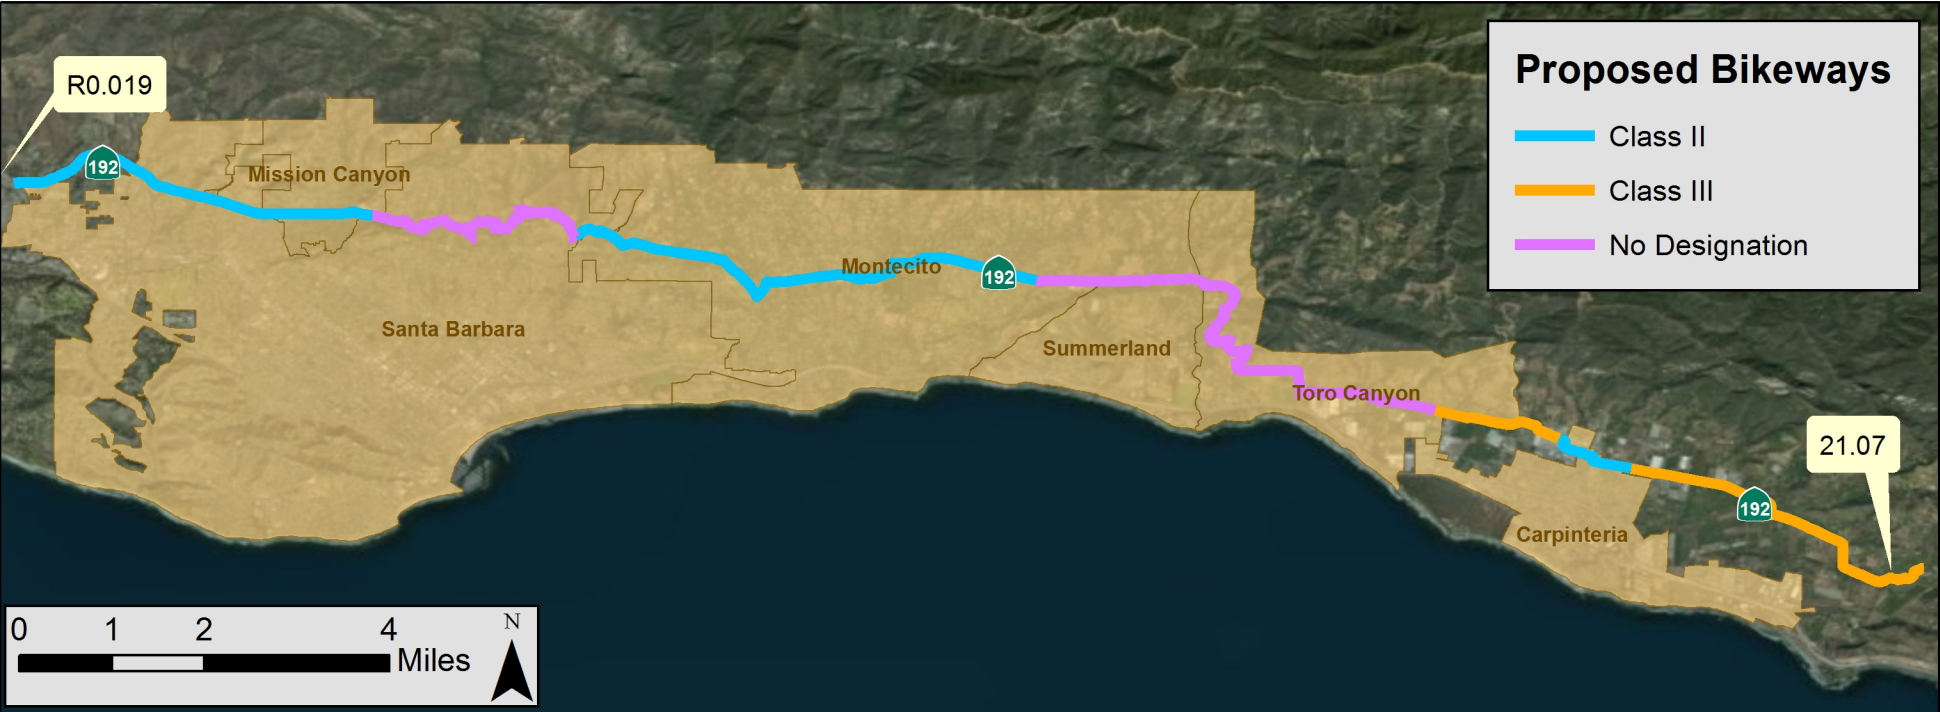 R0.019
Proposed Bikeways
Class II
Class III
No Designation
192
Mission Canyon
Montecito
192
Santa Barbara
Summerland
Toro Canyon
21.07
192
Carpinteria
0 1 2 4
Miles
N